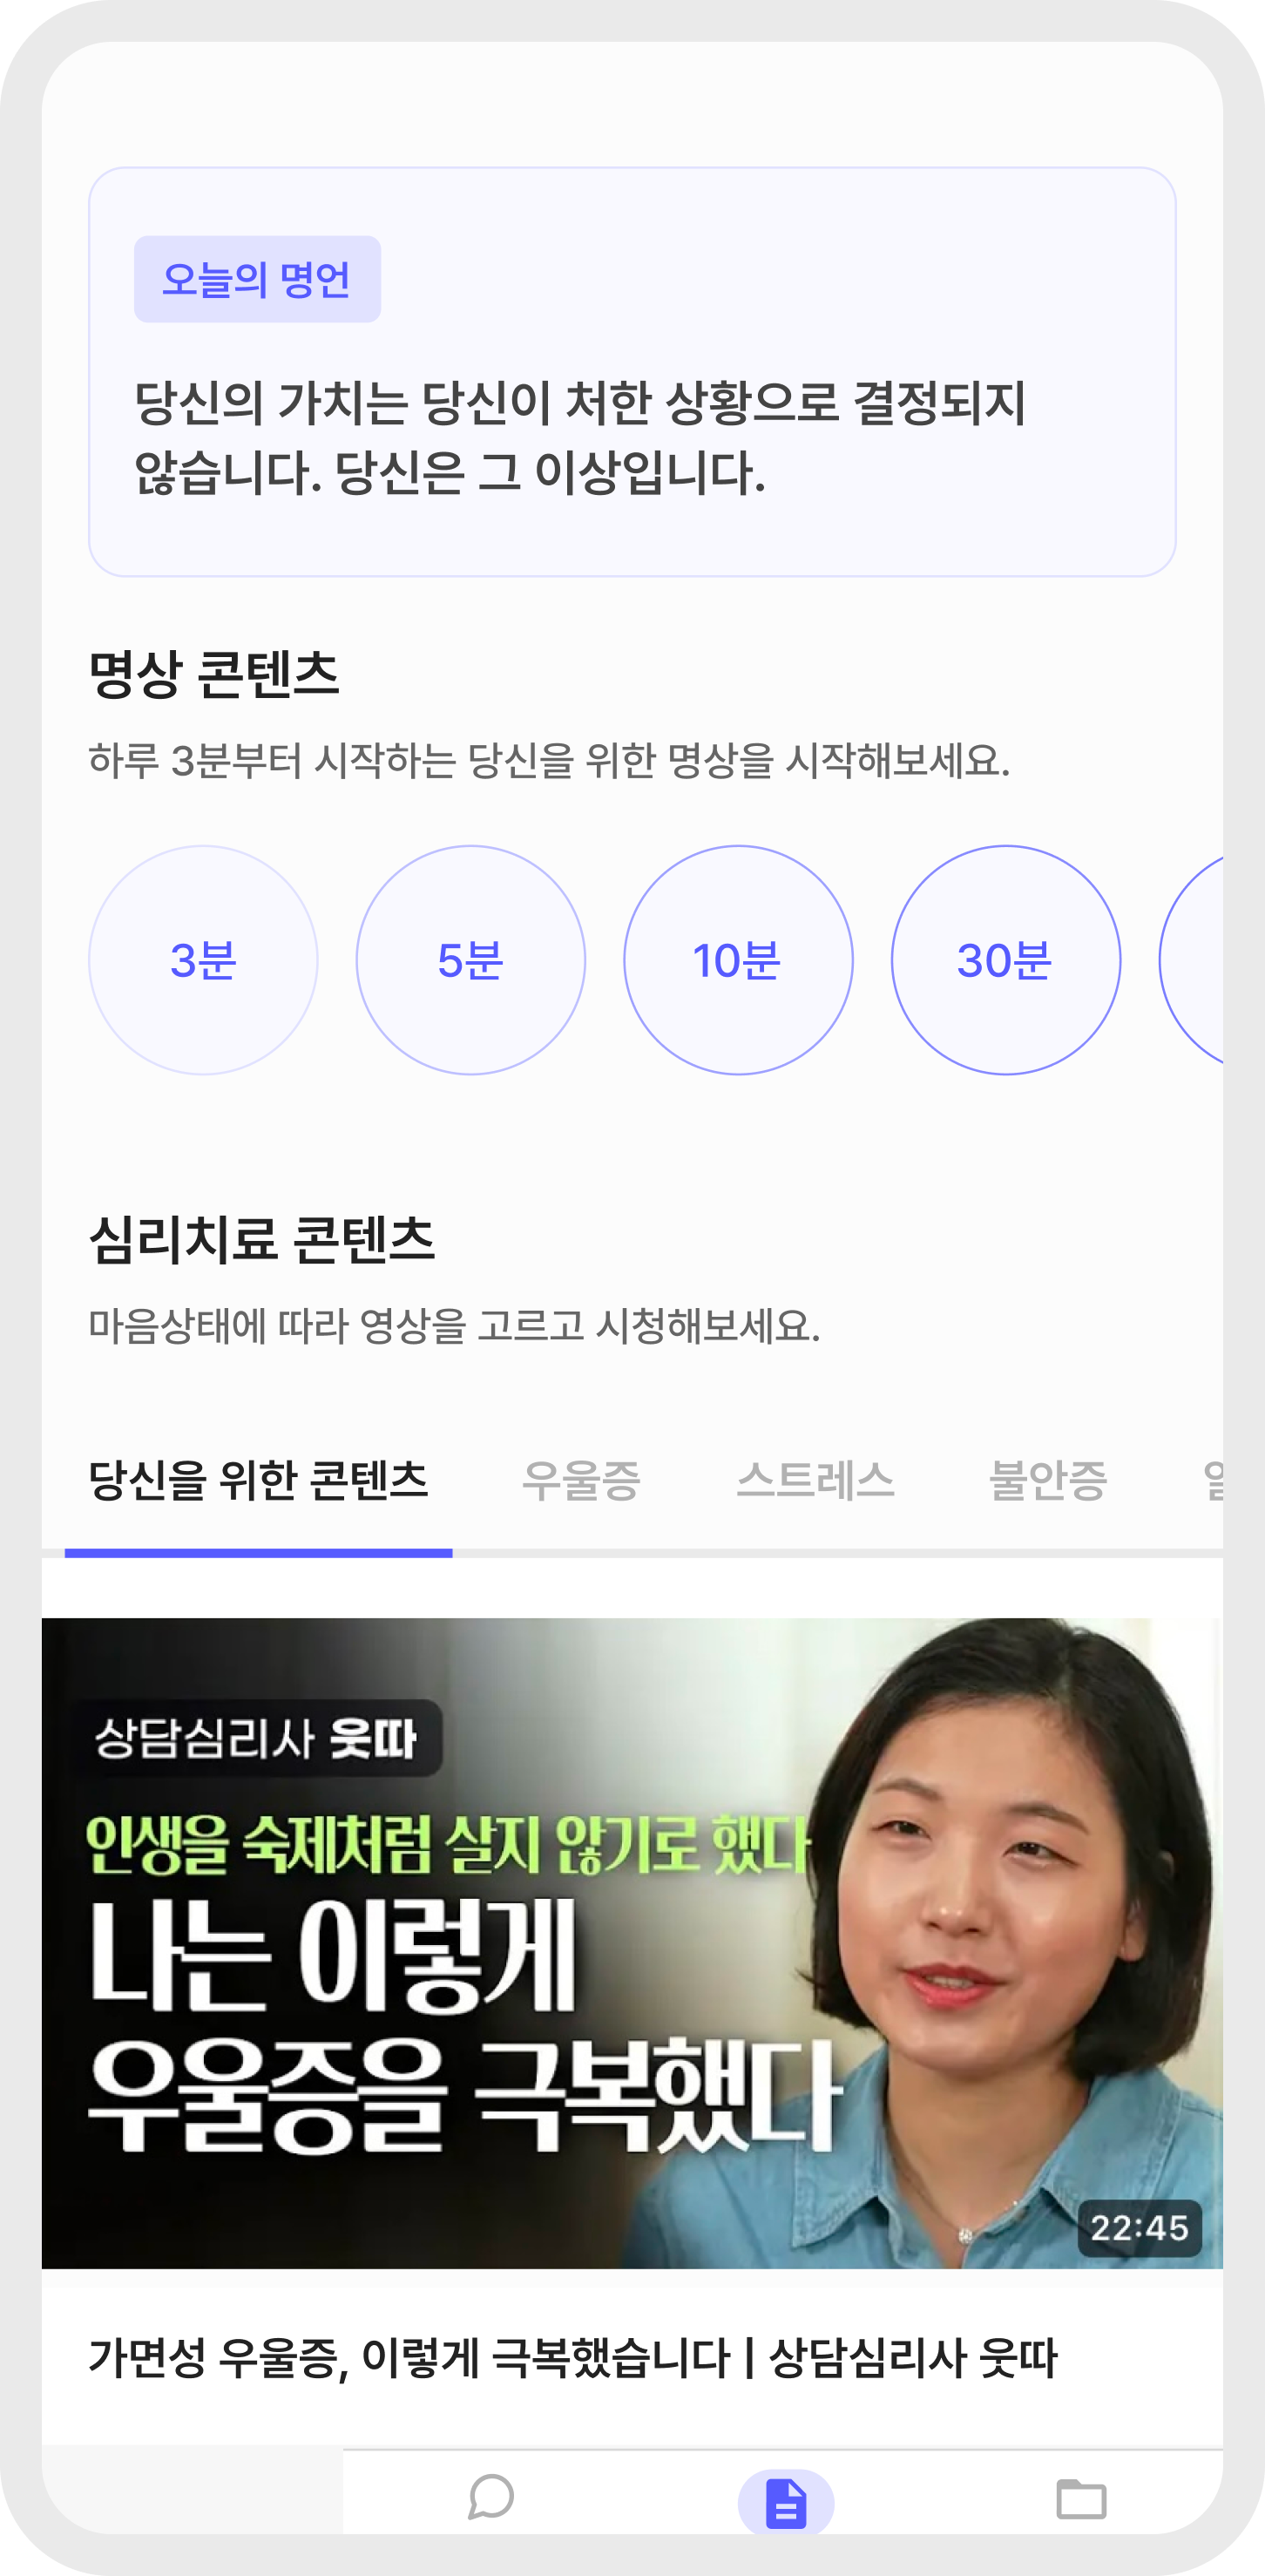 오늘의 명언
당신의 가치는 당신이 처한 상황으로 결정되지
않습니다. 당신은 그 이상입니다.
명상 콘텐츠
하루 3분부터 시작하는 당신을 위한 명상을 시작해보세요.
3분 5분 10분 30분
심리치료 콘텐츠
마음상태에 따라 영상을 고르고 시청해보세요.
당신을 위한 콘텐츠 우울증 스트레스 불안증
상담심리사 웃따
인생을 숙제처럼 살지 않기로 했다
나는 이렇게
우울증을 극복했다
22:45
가면성 우울증, 이렇게 극복했습니다 | 상담심리사 웃따